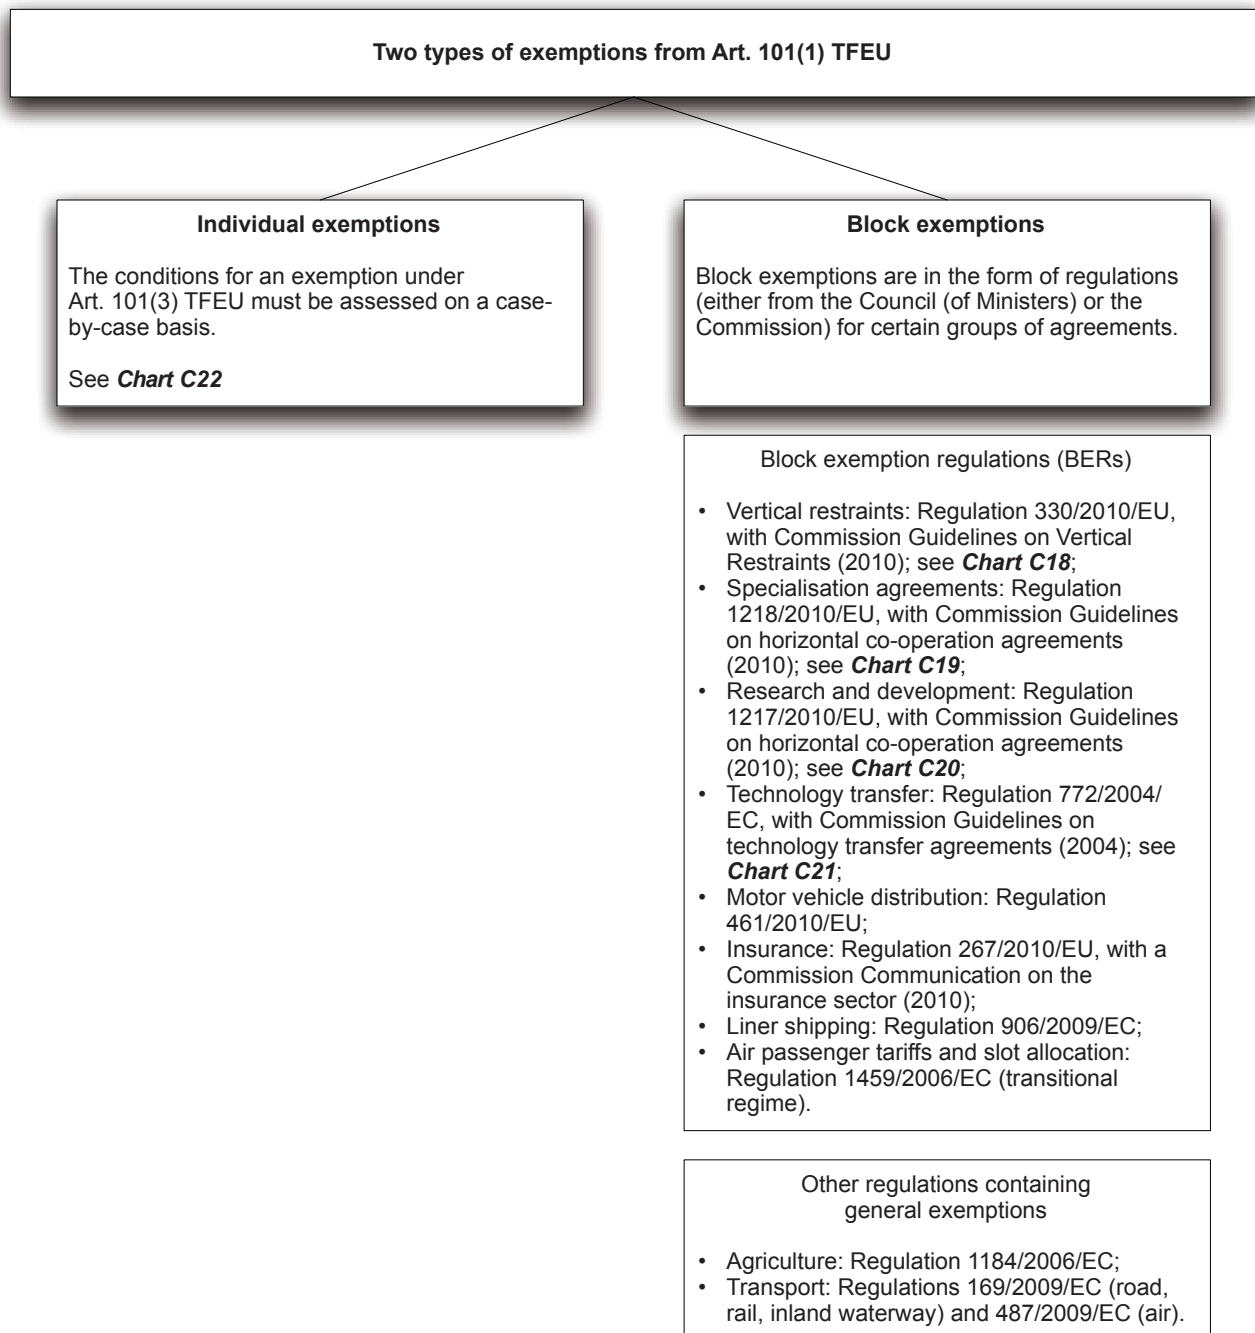 Two types of exemptions from Art. 101(1) TFEU
Individual exemptions
The conditions for an exemption under
Art. 101(3) TFEU must be assessed on a case-
by-case basis.
See Chart C22
Block exemptions
Block exemptions are in the form of regulations
(either from the Council (of Ministers) or the
Commission) for certain groups of agreements.
Block exemption regulations (BERs)
• Vertical restraints: Regulation 330/2010/EU,
with Commission Guidelines on Vertical
Restraints (2010); see Chart C18;
• Specialisation agreements: Regulation
1218/2010/EU, with Commission Guidelines
on horizontal co-operation agreements
(2010); see Chart C19;
• Research and development: Regulation
1217/2010/EU, with Commission Guidelines
on horizontal co-operation agreements
(2010); see Chart C20;
• Technology transfer: Regulation 772/2004/
EC, with Commission Guidelines on
technology transfer agreements (2004); see
Chart C21;
• Motor vehicle distribution: Regulation
461/2010/EU;
• Insurance: Regulation 267/2010/EU, with a
Commission Communication on the
insurance sector (2010);
• Liner shipping: Regulation 906/2009/EC;
• Air passenger tariffs and slot allocation:
Regulation 1459/2006/EC (transitional
regime).
Other regulations containing
general exemptions
• Agriculture: Regulation 1184/2006/EC;
• Transport: Regulations 169/2009/EC (road,
rail, inland waterway) and 487/2009/EC (air).